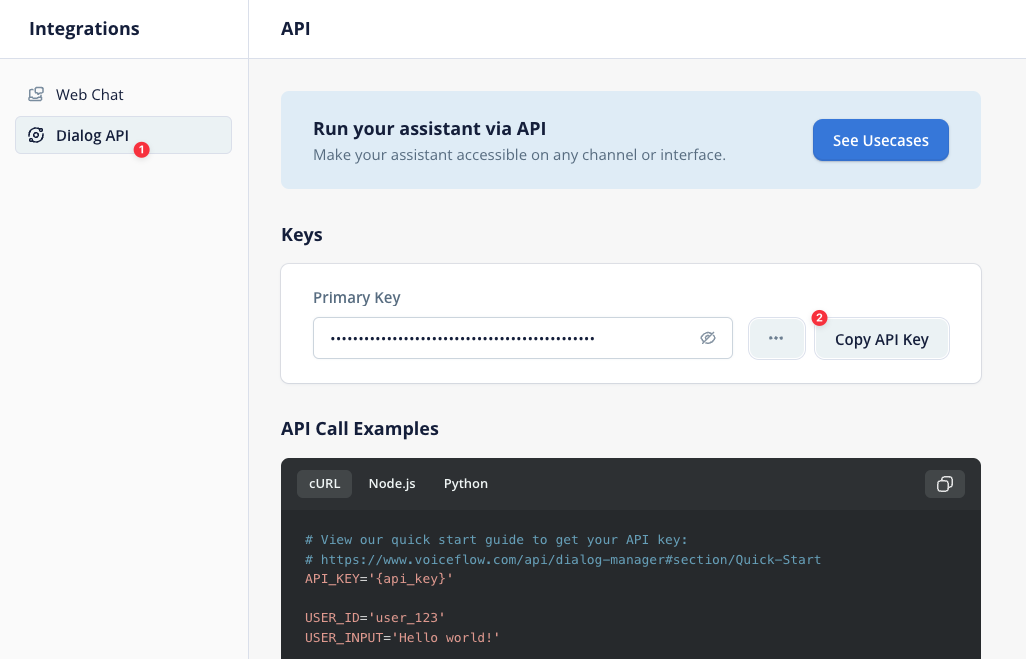 Integrations
API
Web Chat
Dialog API
1
Run your assistant via API
Make your assistant accessible on any channel or interface.
See Usecases
Keys
Primary Key
••••••••••••••••••••••••••••••••••••••••••••••••
•••
2
Copy API Key
API Call Examples
cURL
Node.js
Python
# View our quick start guide to get your API key:
# https://www.voiceflow.com/api/dialog-manager#section/Quick-Start
API_KEY='{api_key}'
USER_ID='user_123'
USER_INPUT='Hello world!'